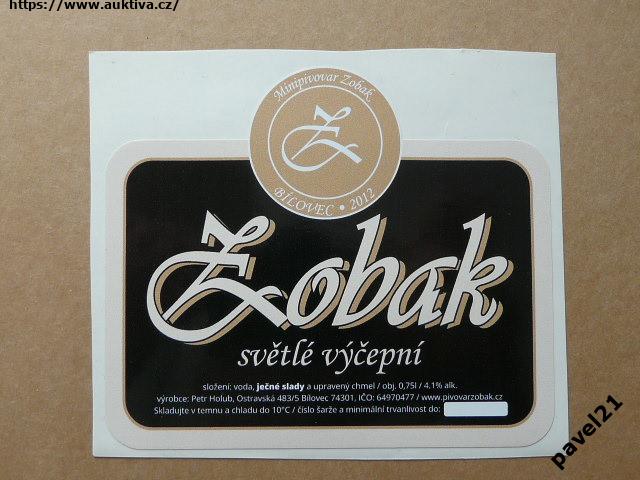 https://www.auktiva.cz/
Minipivovar Zobak
Z
BÍLOVEC • 2012
Zobak
světlé výčepní
složení: voda, ječné slady a upravený chmel / obj. 0,75l / 4,1% alk.
výrobce: Petr Holub, Ostravská 483/5 Bílovec 74301, IČO: 64970477 / www.pivovarzobak.cz
Skladujte v temnu a chladu do 10°C / číslo šarže a minimální trvanlivost do:
pavel21